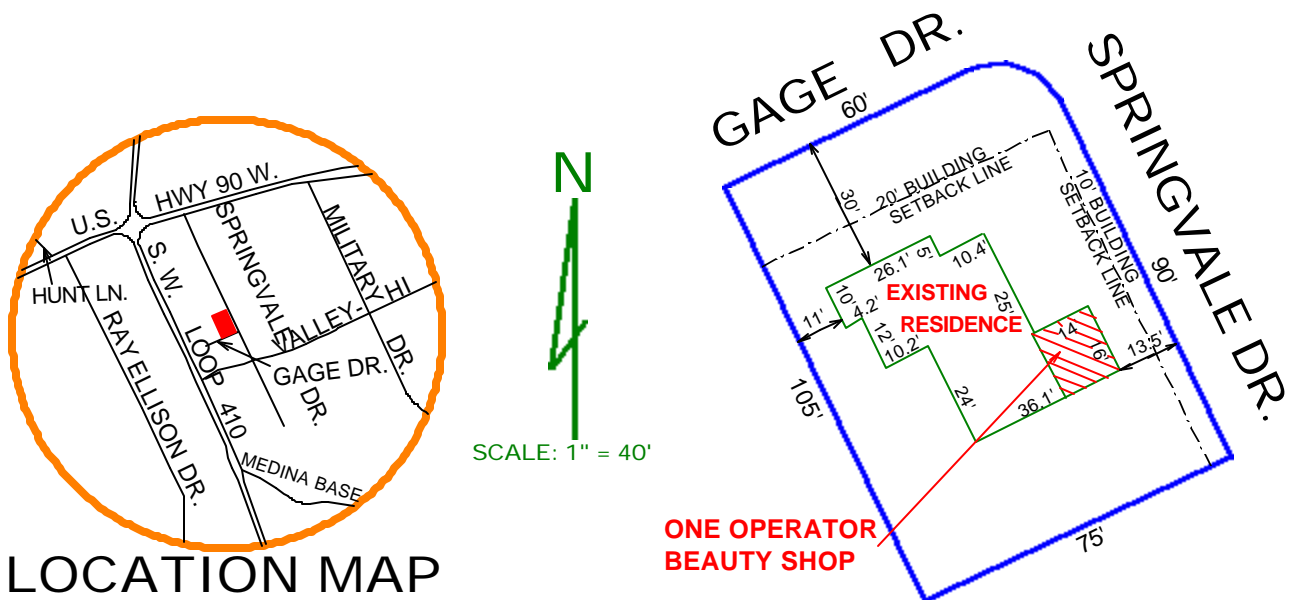 U.S. HWY 90 W.
HUNT LN.
S. W. LOOP 410
SPRINGVALE DR.
MILITARY DR.
VALLEY-HI
GAGE DR.
RAY ELLISON DR.
MEDINA BASE
LOCATION MAP
N
SCALE: 1" = 40'
GAGE DR.
SPRINGVALE DR.
60'
20' BUILDING
SETBACK LINE
10' BUILDING
SETBACK LINE
90'
30'
26.1'
5'
10.4'
10'
4.2'
11'
12'
10.2'
25'
EXISTING
RESIDENCE
14
16'
13.5'
24'
36.1'
105'
75'
ONE OPERATOR
BEAUTY SHOP